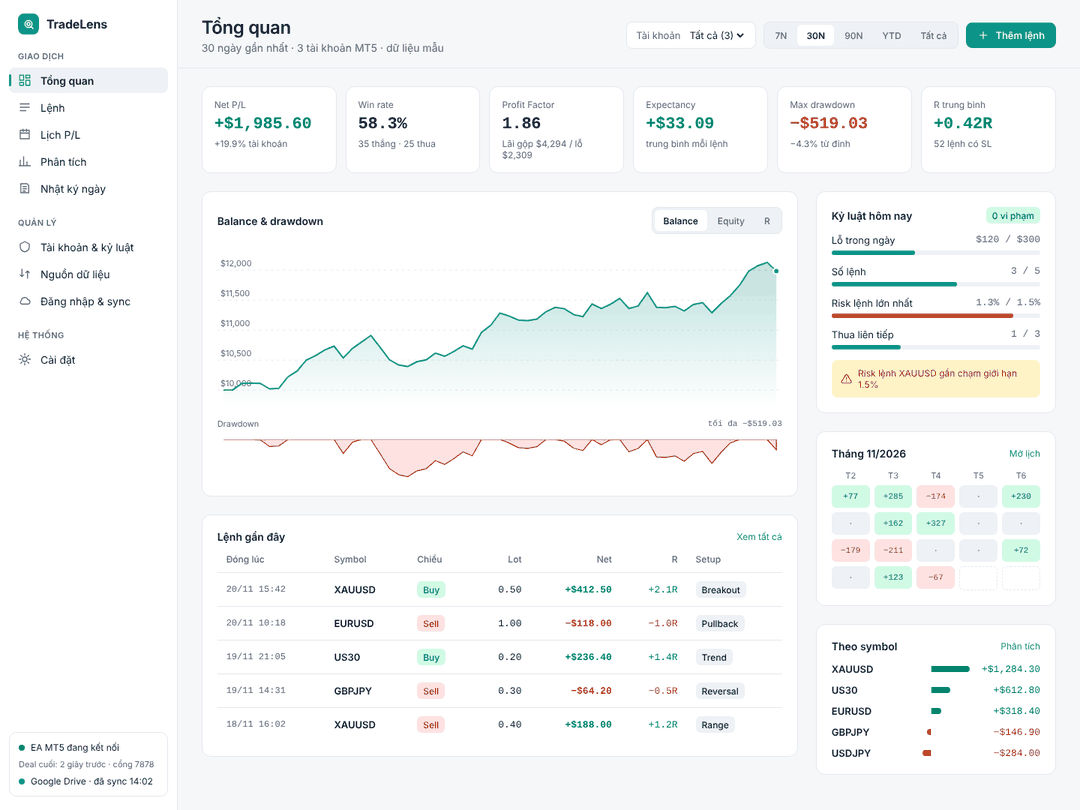 TradeLens
GIAO DỊCH
Tổng quan
Lệnh
Lịch P/L
Phân tích
Nhật ký ngày
QUẢN LÝ
Tài khoản & kỷ luật
Nguồn dữ liệu
Đăng nhập & sync
HỆ THỐNG
Cài đặt
EA MT5 đang kết nối
Deal cuối: 2 giây trước · cổng 7878
Google Drive · đã sync 14:02
Tổng quan
30 ngày gần nhất · 3 tài khoản MT5 · dữ liệu mẫu
Tài khoản Tất cả (3)
7N 30N 90N YTD Tất cả
+ Thêm lệnh
Net P/L
+$1,985.60
+19.9% tài khoản
Win rate
58.3%
35 thắng · 25 thua
Profit Factor
1.86
Lãi gộp $4,294 / lỗ
$2,309
Expectancy
+$33.09
trung bình mỗi lệnh
Max drawdown
−$519.03
−4.3% từ đỉnh
R trung bình
+0.42R
52 lệnh có SL
Balance & drawdown
Balance Equity R
$12,000
$11,500
$11,000
$10,500
$10,000
Drawdown tối đa −$519.03
Lệnh gần đây Xem tất cả
Đóng lúc Symbol Chiều Lot Net R Setup
20/11 15:42 XAUUSD Buy 0.50 +$412.50 +2.1R Breakout
20/11 10:18 EURUSD Sell 1.00 −$118.00 −1.0R Pullback
19/11 21:05 US30 Buy 0.20 +$236.40 +1.4R Trend
19/11 14:31 GBPJPY Sell 0.30 −$64.20 −0.5R Reversal
18/11 16:02 XAUUSD Sell 0.40 +$188.00 +1.2R Range
Kỷ luật hôm nay 0 vi phạm
Lỗ trong ngày $120 / $300
Số lệnh 3 / 5
Risk lệnh lớn nhất 1.3% / 1.5%
Thua liên tiếp 1 / 3
Risk lệnh XAUUSD gần chạm giới hạn
1.5%
Tháng 11/2026 Mở lịch
T2 T3 T4 T5 T6
+77 +285 −174 · +230
· +162 +327 · ·
−179 −211 · · +72
· +123 −67
Theo symbol Phân tích
XAUUSD +$1,284.30
US30 +$612.80
EURUSD +$318.40
GBPJPY −$146.90
USDJPY −$284.00